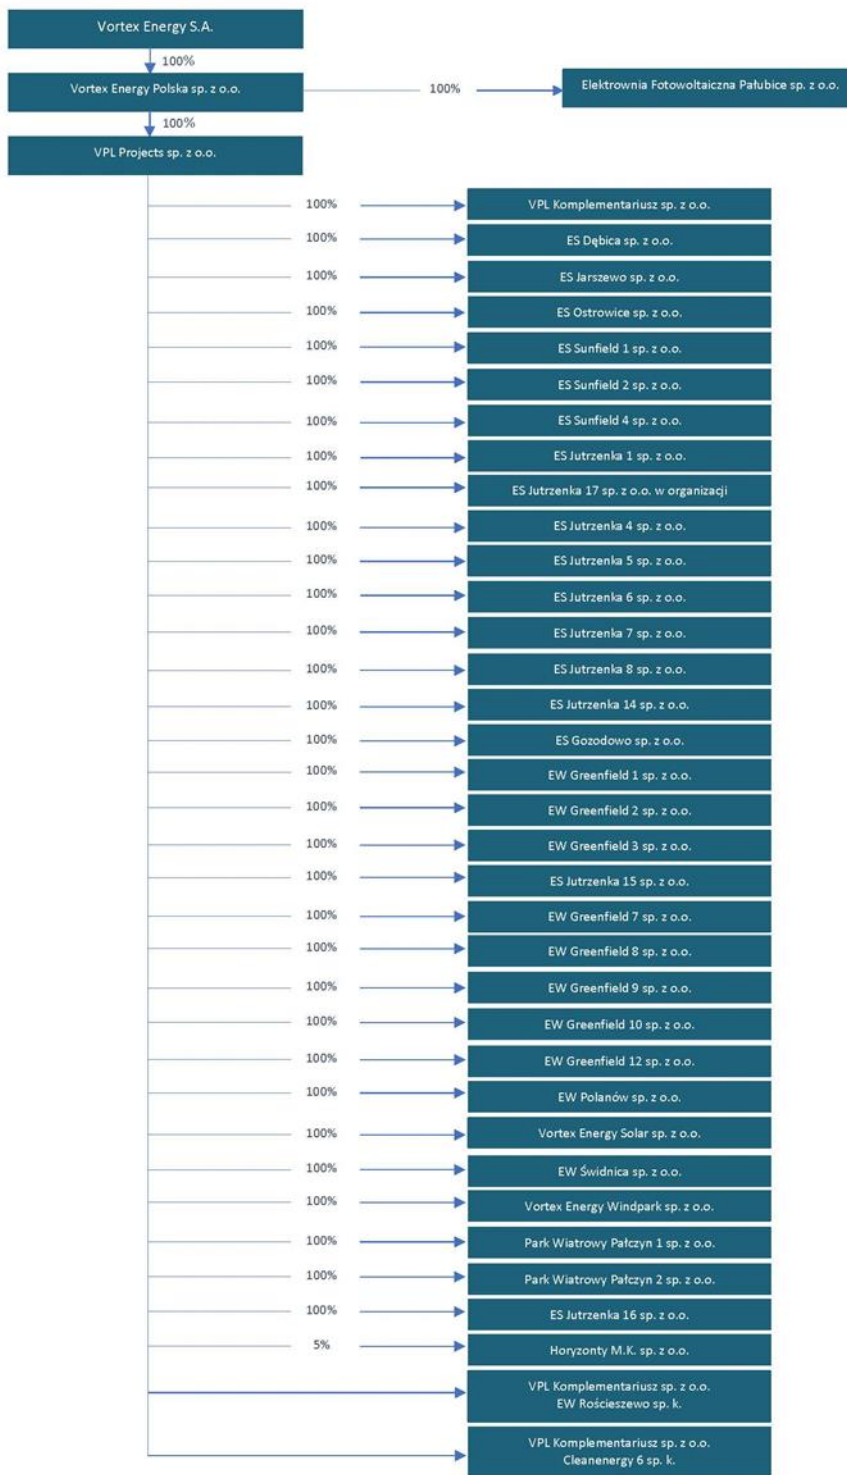 Vortex Energy S.A.
100%
Vortex Energy Polska sp. z o.o.
100%
Elektrownia Fotowoltaiczna Pałubice sp. z o.o.
100%
VPL Projects sp. z o.o.
100%
VPL Komplementariusz sp. z o.o.
100%
ES Dębica sp. z o.o.
100%
ES Jarszewo sp. z o.o.
100%
ES Ostrowice sp. z o.o.
100%
ES Sunfield 1 sp. z o.o.
100%
ES Sunfield 2 sp. z o.o.
100%
ES Sunfield 4 sp. z o.o.
100%
ES Jutrzenka 1 sp. z o.o.
100%
ES Jutrzenka 17 sp. z o.o. w organizacji
100%
ES Jutrzenka 4 sp. z o.o.
100%
ES Jutrzenka 5 sp. z o.o.
100%
ES Jutrzenka 6 sp. z o.o.
100%
ES Jutrzenka 7 sp. z o.o.
100%
ES Jutrzenka 8 sp. z o.o.
100%
ES Jutrzenka 14 sp. z o.o.
100%
ES Gozodowo sp. z o.o.
100%
EW Greenfield 1 sp. z o.o.
100%
EW Greenfield 2 sp. z o.o.
100%
EW Greenfield 3 sp. z o.o.
100%
ES Jutrzenka 15 sp. z o.o.
100%
EW Greenfield 7 sp. z o.o.
100%
EW Greenfield 8 sp. z o.o.
100%
EW Greenfield 9 sp. z o.o.
100%
EW Greenfield 10 sp. z o.o.
100%
EW Greenfield 12 sp. z o.o.
100%
EW Polanów sp. z o.o.
100%
Vortex Energy Solar sp. z o.o.
100%
EW Świdnica sp. z o.o.
100%
Vortex Energy Windpark sp. z o.o.
100%
Park Wiatrowy Pałczyn 1 sp. z o.o.
100%
Park Wiatrowy Pałczyn 2 sp. z o.o.
100%
ES Jutrzenka 16 sp. z o.o.
5%
Horyzonty M.K. sp. z o.o.
VPL Komplementariusz sp. z o.o.
EW Rościeszewo sp. k.
VPL Komplementariusz sp. z o.o.
Cleanenergy 6 sp. k.